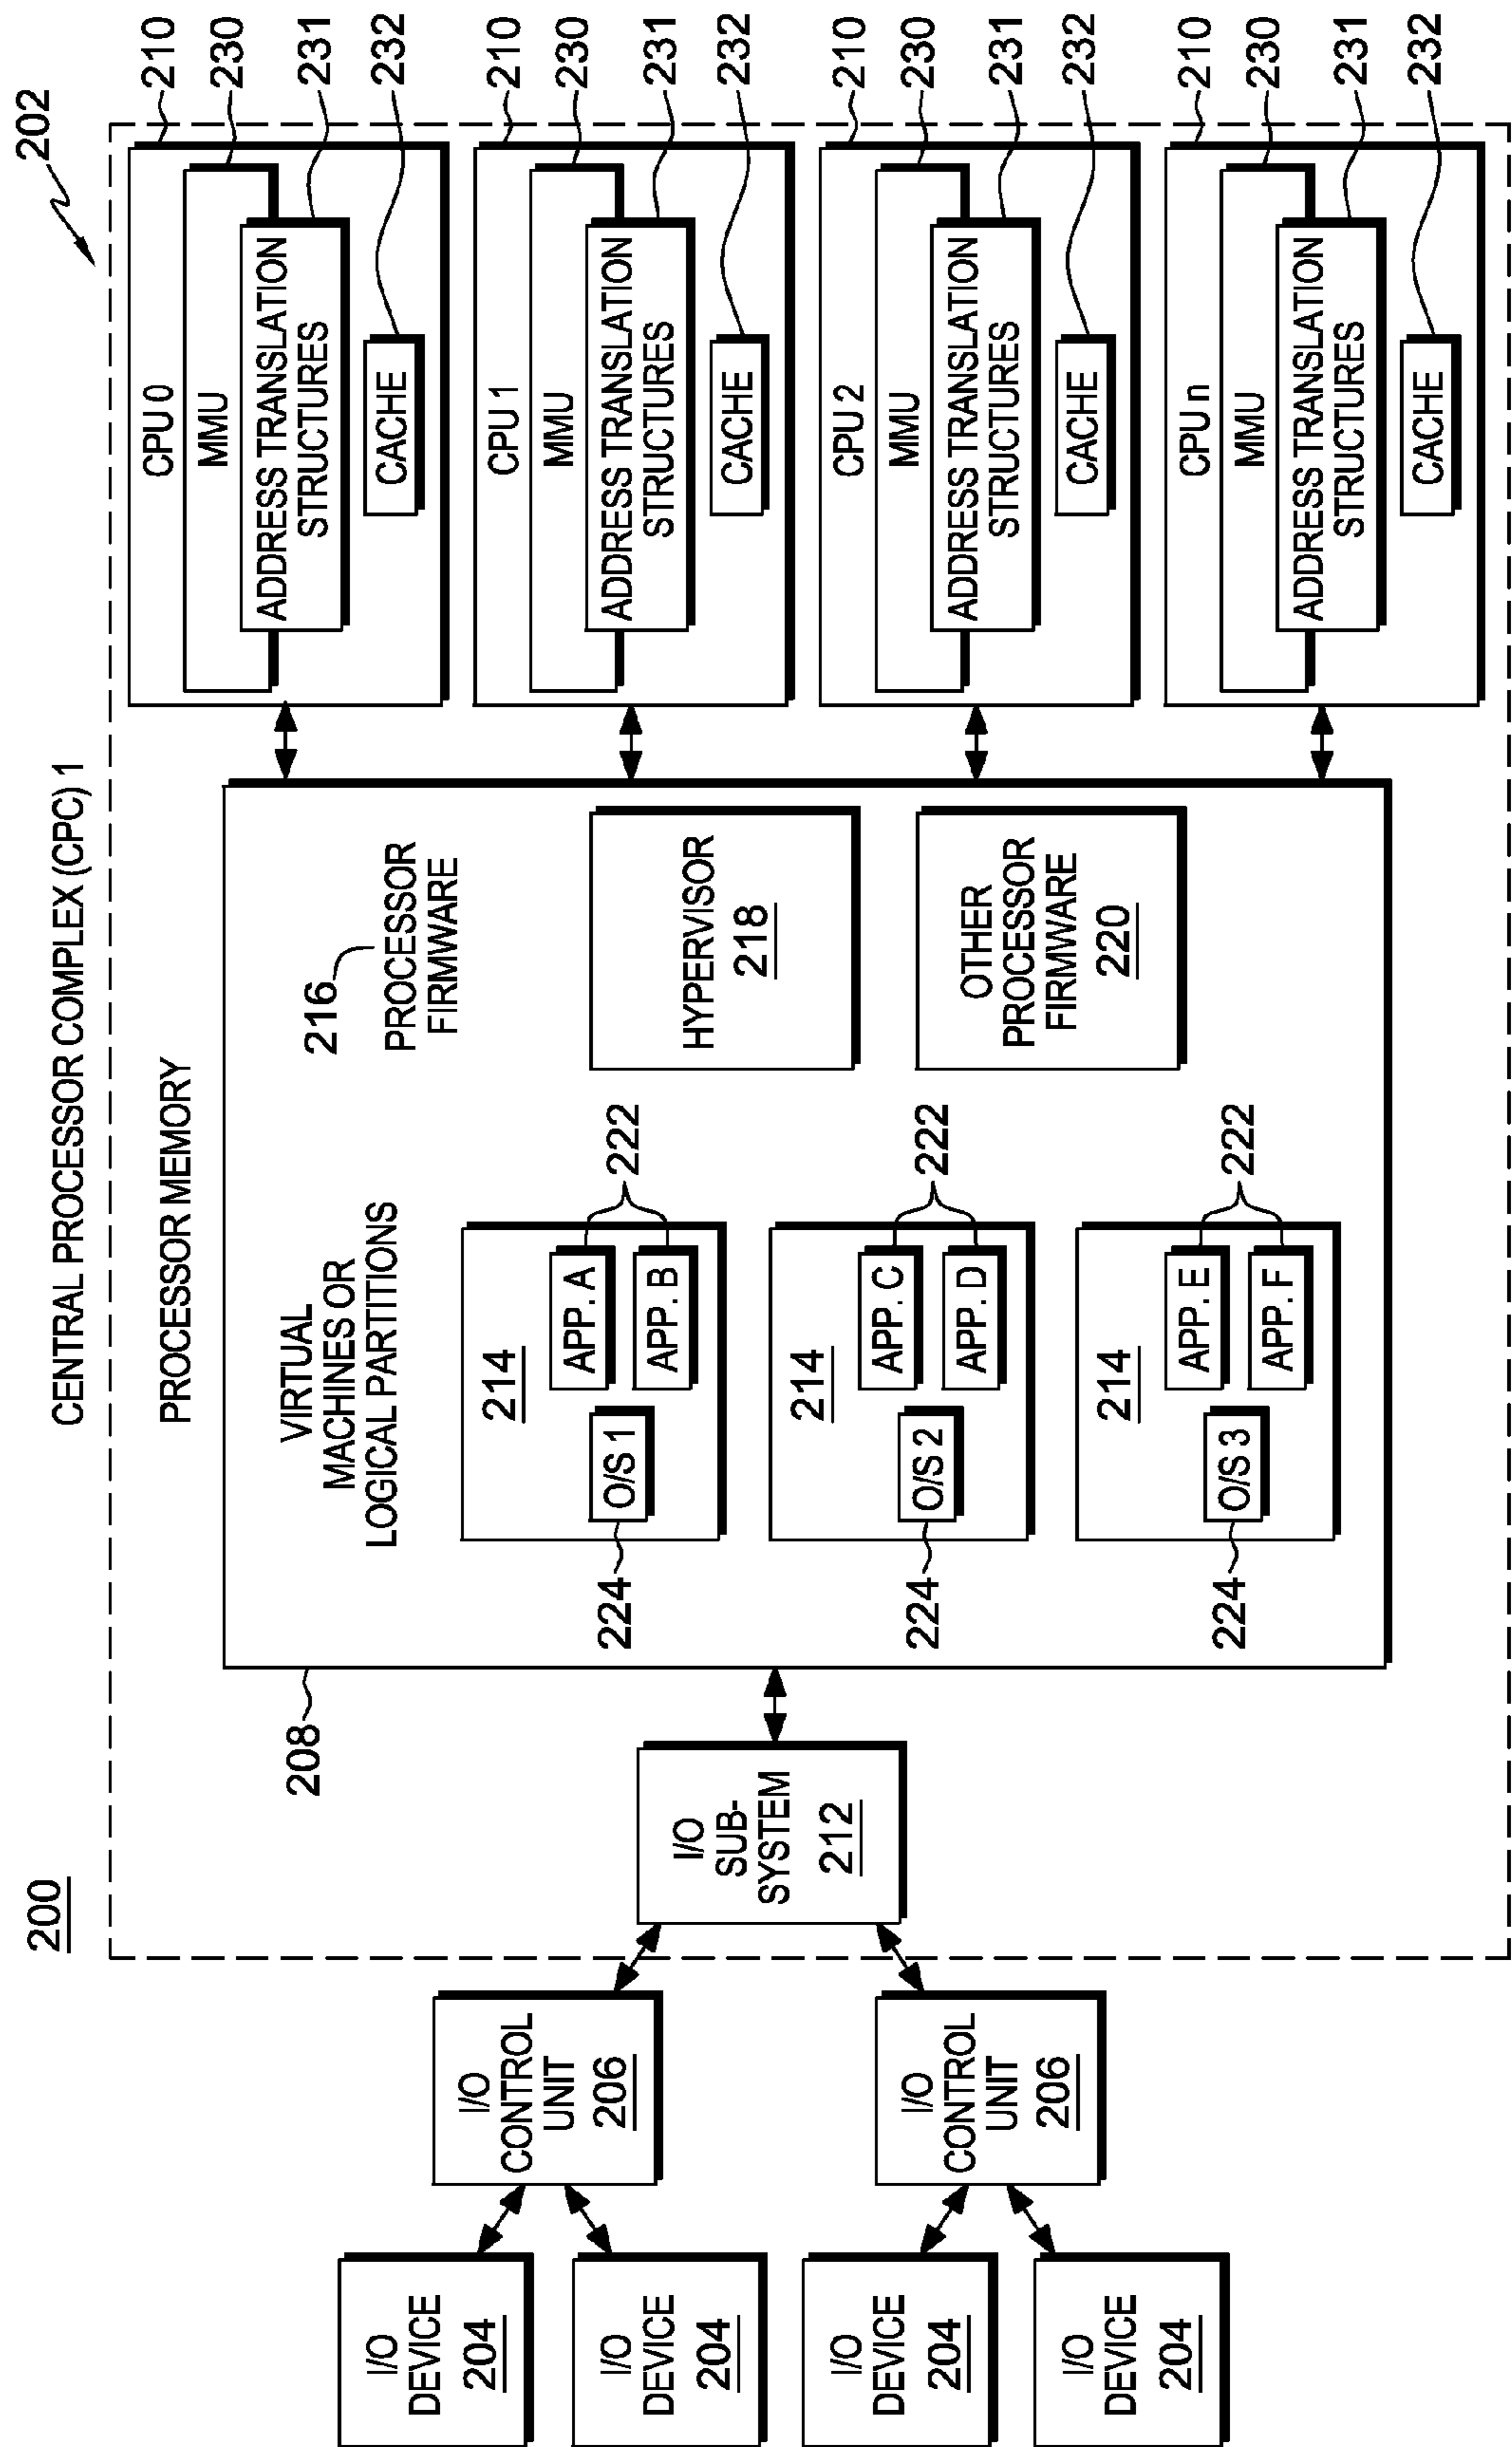 200
CENTRAL PROCESSOR COMPLEX (CPC) 1
202
I/O
DEVICE
204
I/O
DEVICE
204
I/O
DEVICE
204
I/O
DEVICE
204
I/O
CONTROL
UNIT
206
I/O
CONTROL
UNIT
206
I/O
SUB-
SYSTEM
212
208
PROCESSOR MEMORY
VIRTUAL
MACHINES OR
LOGICAL PARTITIONS
224
214
O/S 1
APP. A
APP. B
222
224
214
O/S 2
APP. C
APP. D
222
224
214
O/S 3
APP. E
APP. F
222
216
PROCESSOR
FIRMWARE
HYPERVISOR
218
OTHER
PROCESSOR
FIRMWARE
220
CPU 0
MMU
ADDRESS TRANSLATION
STRUCTURES
CACHE
210
230
231
232
CPU 1
MMU
ADDRESS TRANSLATION
STRUCTURES
CACHE
210
230
231
232
CPU 2
MMU
ADDRESS TRANSLATION
STRUCTURES
CACHE
210
230
231
232
CPU n
MMU
ADDRESS TRANSLATION
STRUCTURES
CACHE
210
230
231
232